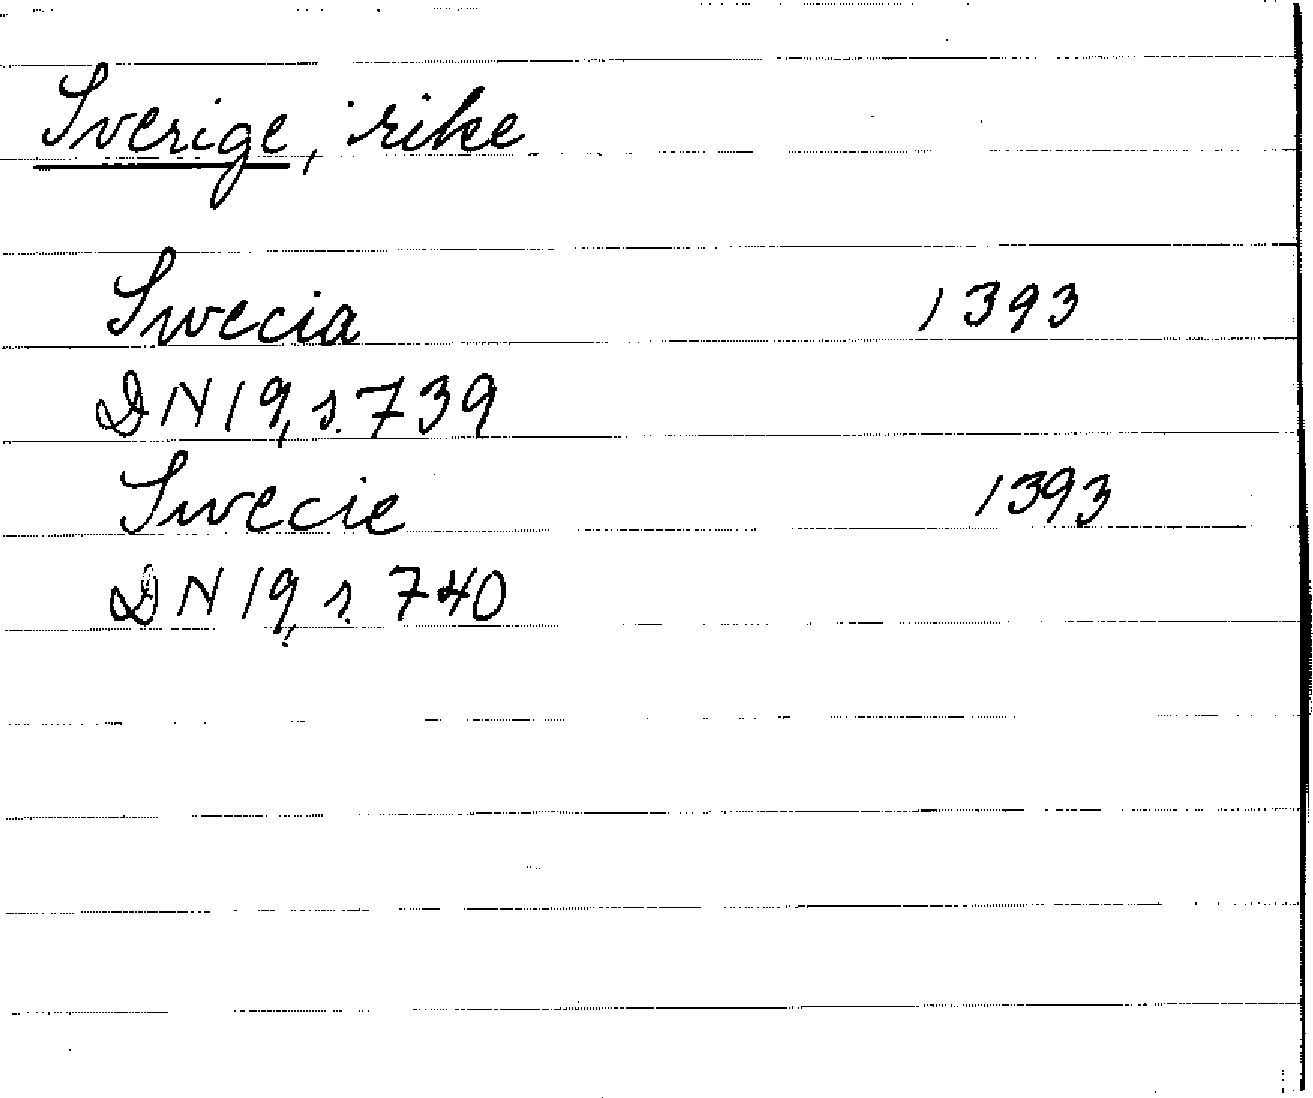 Sverige, rike
Swecia 1393
DN 19, s. 739
Swecie 1393
DN 19, s. 740